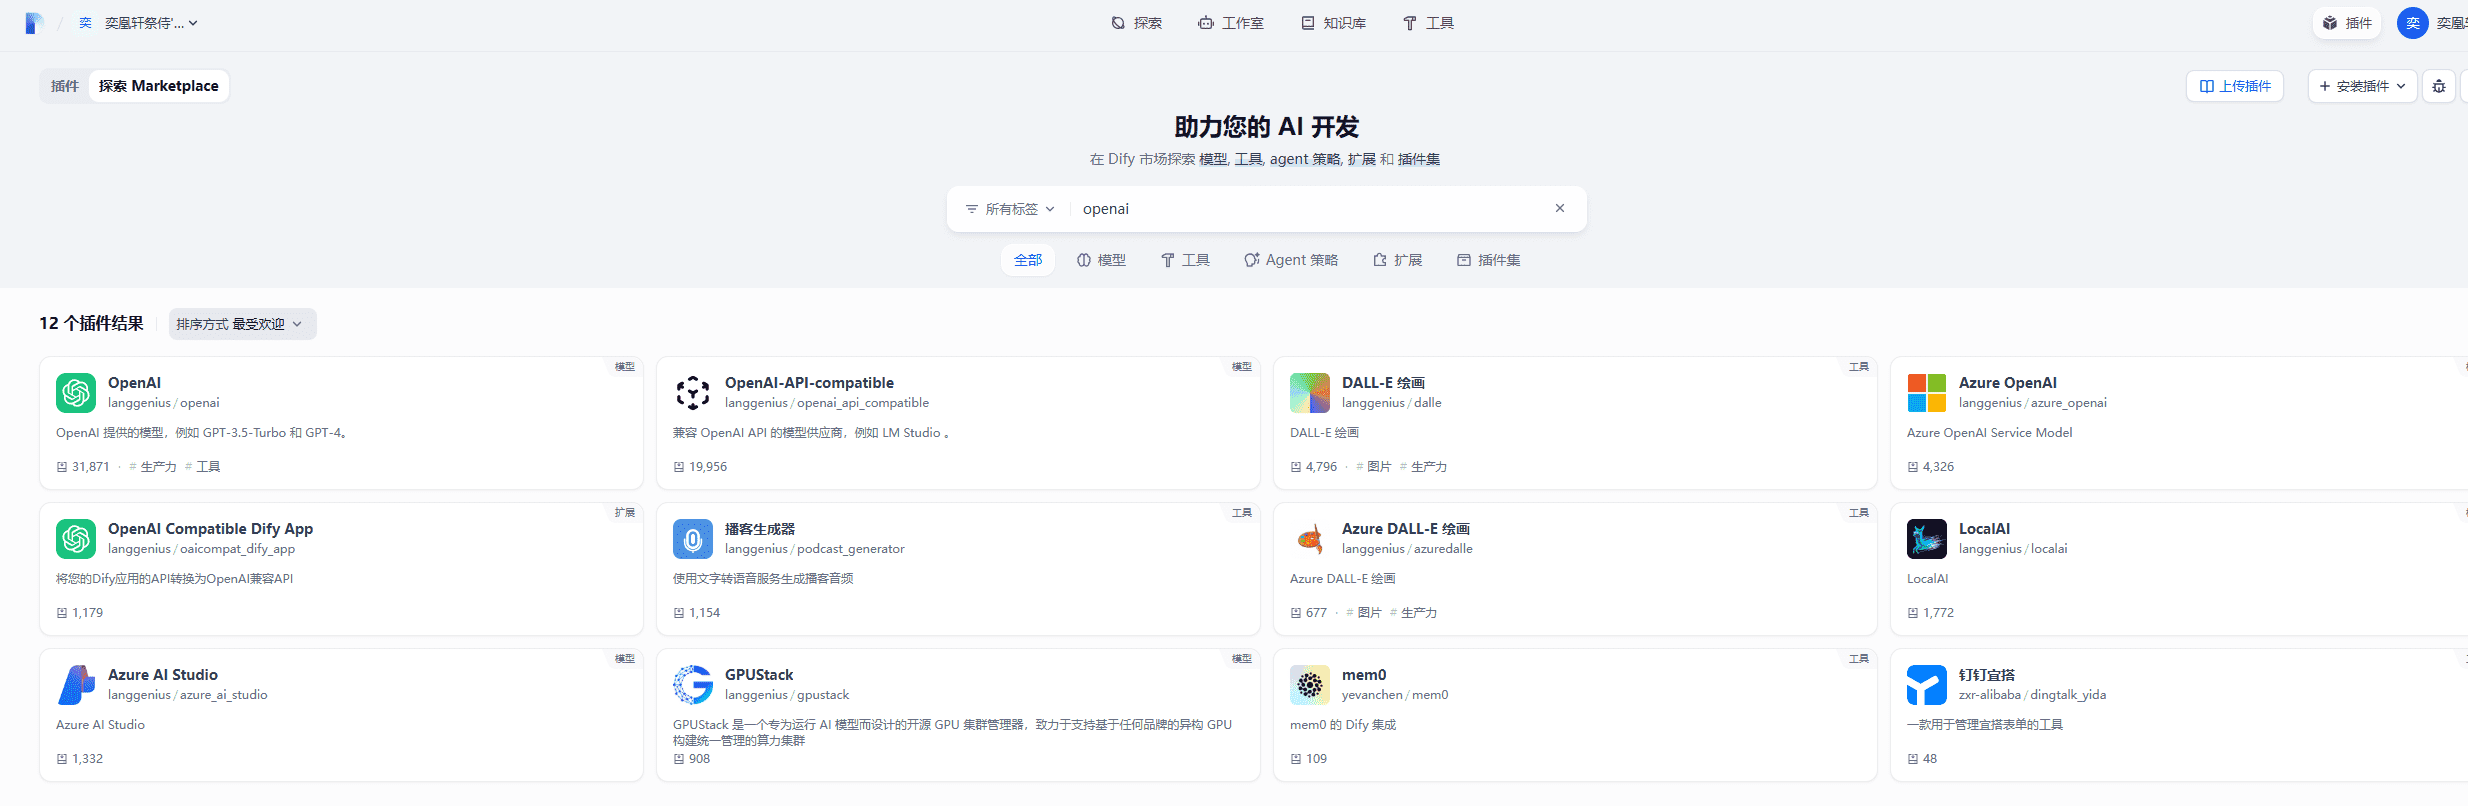 奕 奕凰轩祭侍'... 探索 工作室 知识库 工具 插件 奕 奕凰
插件 探索 Marketplace 上传插件 安装插件
助力您的 AI 开发
在 Dify 市场探索 模型, 工具, agent 策略, 扩展 和 插件集
所有标签 openai
全部 模型 工具 Agent 策略 扩展 插件集
12 个插件结果 排序方式 最受欢迎
模型
OpenAI
langgenius / openai
OpenAI 提供的模型，例如 GPT-3.5-Turbo 和 GPT-4。
31,871 · # 生产力 # 工具
模型
OpenAI-API-compatible
langgenius / openai_api_compatible
兼容 OpenAI API 的模型供应商，例如 LM Studio 。
19,956
工具
DALL-E 绘画
langgenius / dalle
DALL-E 绘画
4,796 · # 图片 # 生产力
Azure OpenAI
langgenius / azure_openai
Azure OpenAI Service Model
4,326
扩展
OpenAI Compatible Dify App
langgenius / oaicompat_dify_app
将您的Dify应用的API转换为OpenAI兼容API
1,179
工具
播客生成器
langgenius / podcast_generator
使用文字转语音服务生成播客音频
1,154
工具
Azure DALL-E 绘画
langgenius / azuredalle
Azure DALL-E 绘画
677 · # 图片 # 生产力
LocalAI
langgenius / localai
LocalAI
1,772
模型
Azure AI Studio
langgenius / azure_ai_studio
Azure AI Studio
1,332
模型
GPUStack
langgenius / gpustack
GPUStack 是一个专为运行 AI 模型而设计的开源 GPU 集群管理器，致力于支持基于任何品牌的异构 GPU
构建统一管理的算力集群
908
工具
mem0
yevanchen / mem0
mem0 的 Dify 集成
109
钉钉宜搭
zxr-alibaba / dingtalk_yida
一款用于管理宜搭表单的工具
48